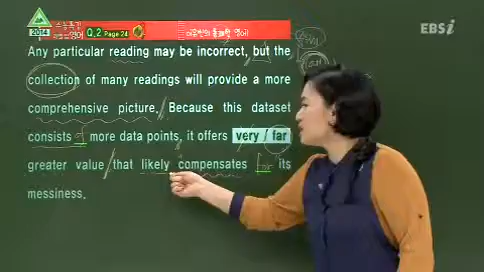 2014
Q.2 Page 24
EBSi
Any particular reading may be incorrect, but the
collection of many readings will provide a more
comprehensive picture. Because this dataset
consists of more data points, it offers very / far
greater value that likely compensates for its
messiness.